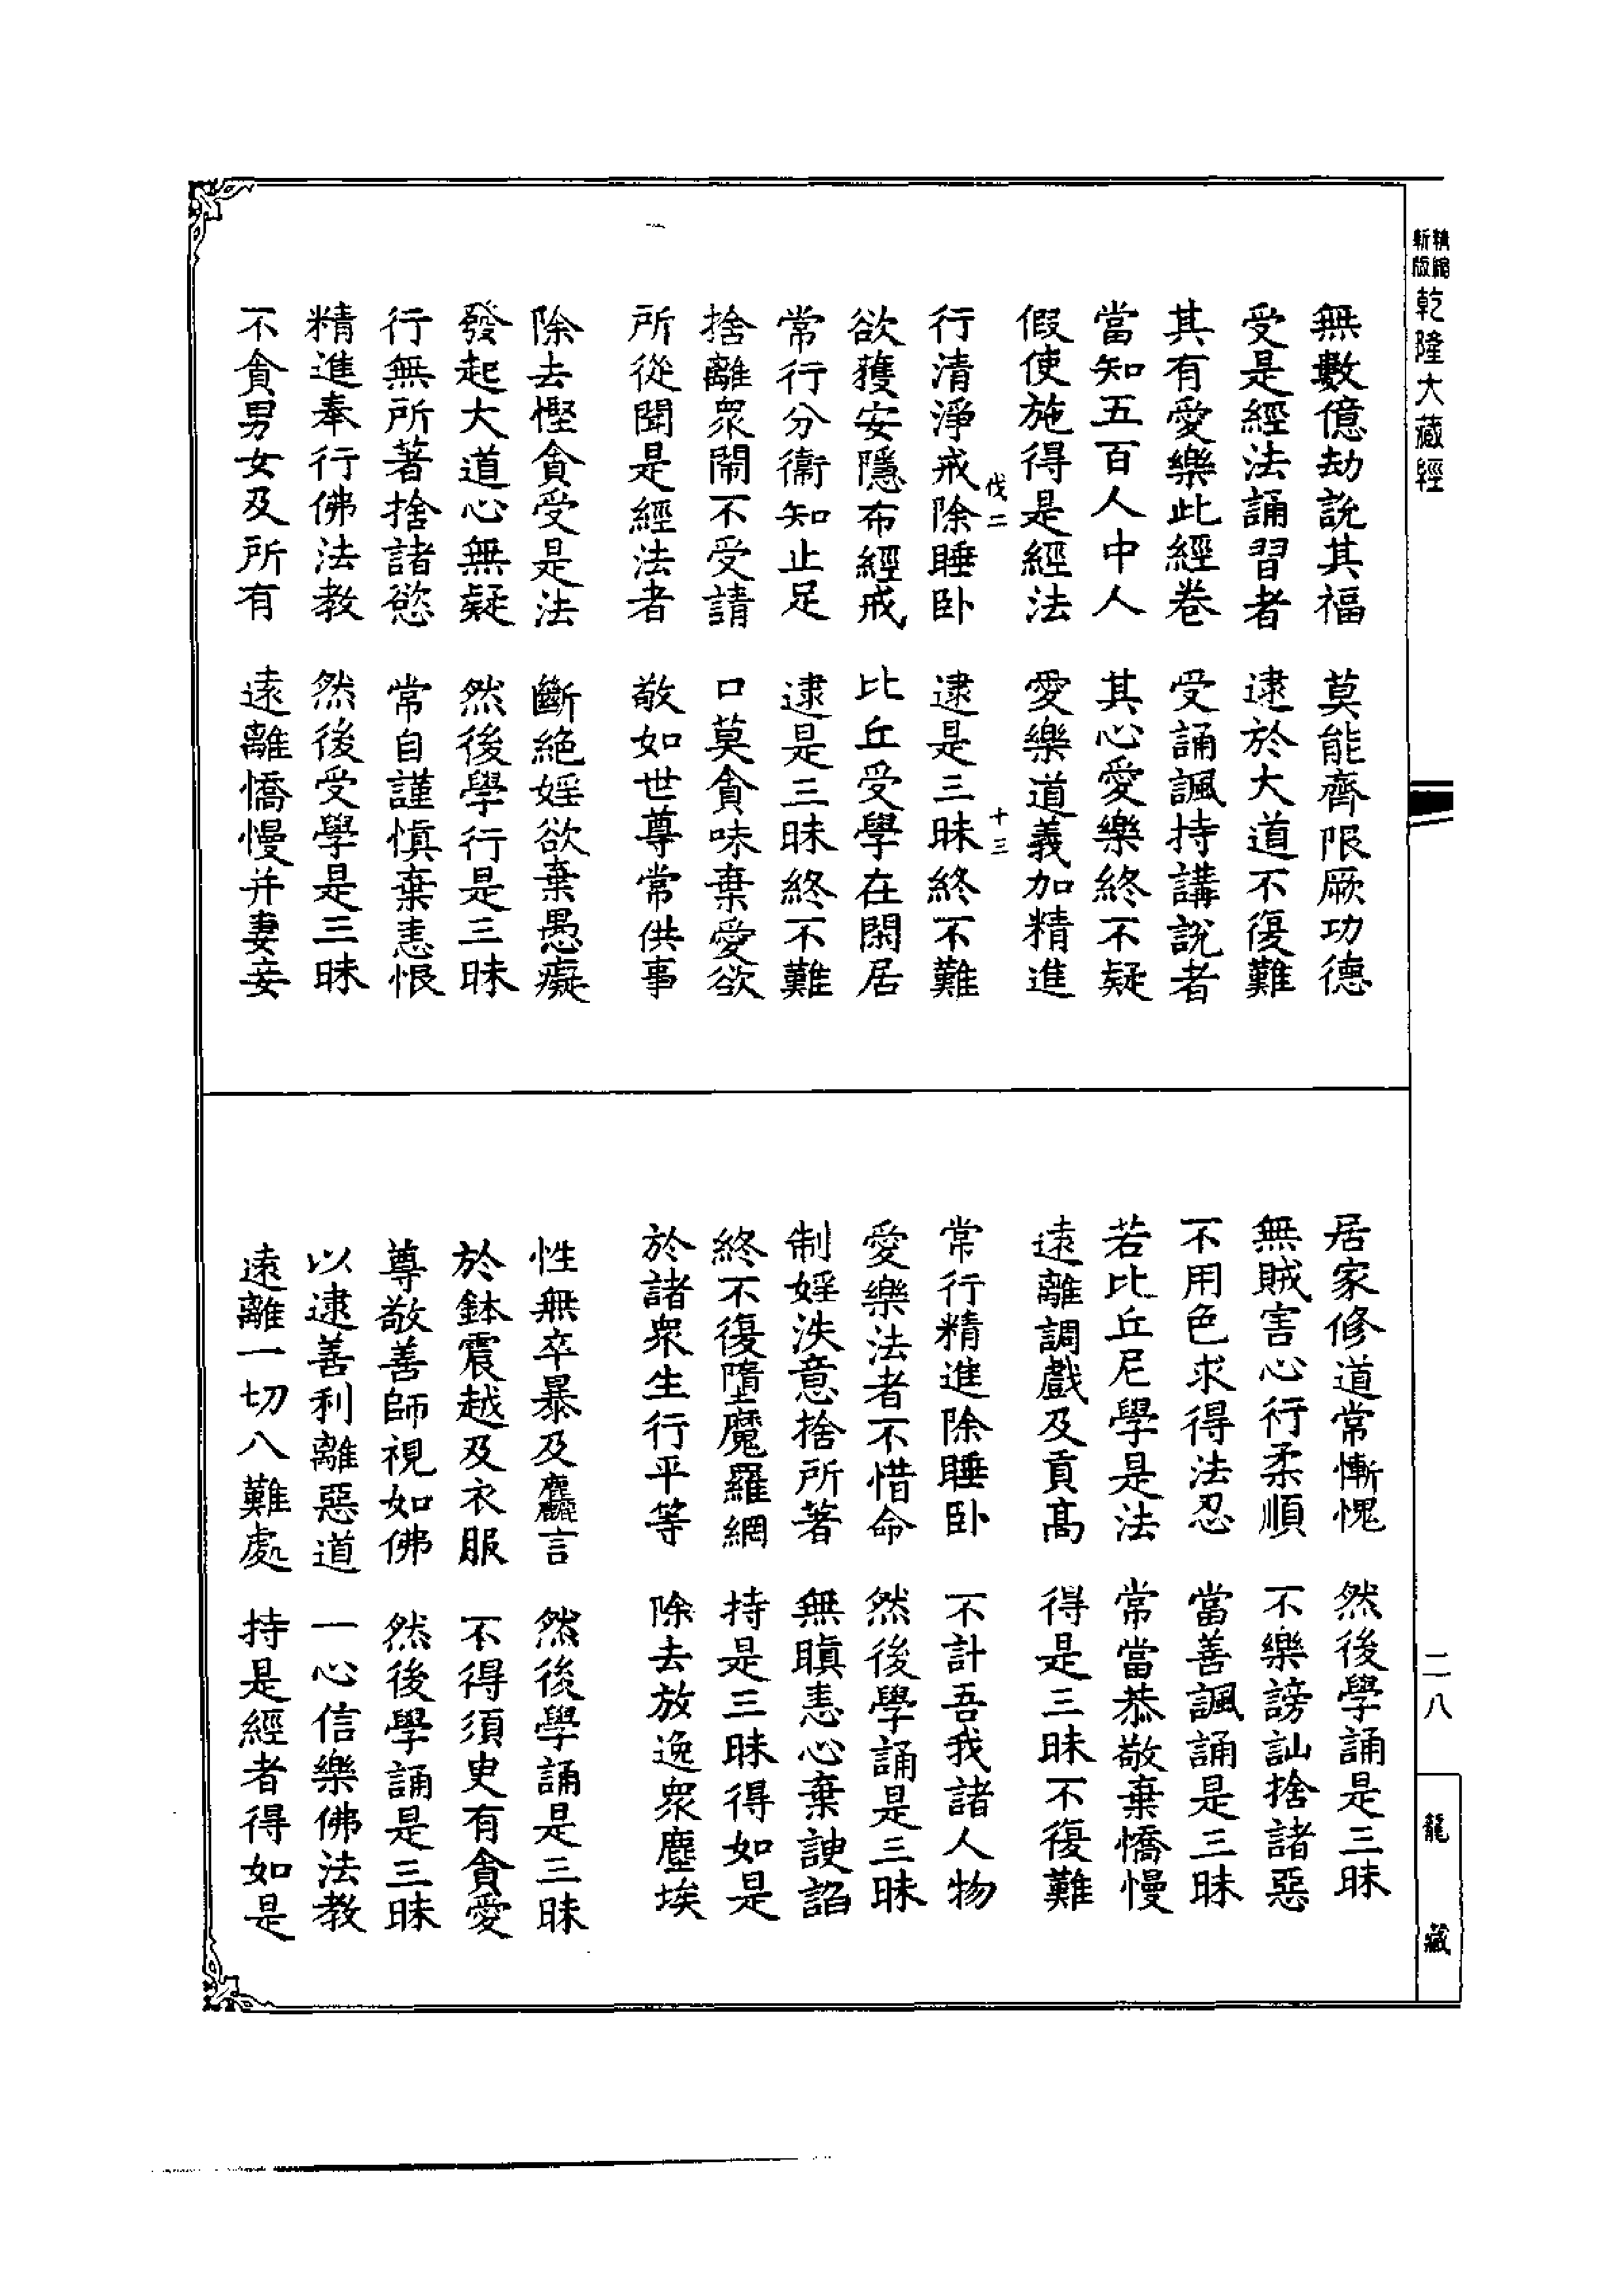 精縮
新版
乾隆大藏經
無數億劫說其福　莫能齊限厥功德
受是經法誦習者　逮於大道不復難
其有愛樂此經卷　受誦諷持講說者
當知五百人中人　其心愛樂終不疑
假使施得是經法　愛樂道義加精進
伐二　十三
行清淨戒除睡卧　逮是三昧終不難
欲獲安隱布經戒　比丘受學在閑居
常行分衞知止足　逮是三昧終不難
捨離衆鬧不受請　口莫貪味棄愛欲
所從聞是經法者　敬如世尊常供事
除去慳貪受是法　斷絶婬欲棄愚癡
發起大道心無疑　然後學行是三昧
行無所著捨諸慾　常自謹慎棄恚恨
精進奉行佛法教　然後受學是三昧
不貪男女及所有　遠離憍慢并妻妾
居家修道常慚愧　然後學誦是三昧
無賊害心行柔順　不樂謗訕捨諸惡
不用色求得法忍　當善諷誦是三昧
若比丘尼學是法　常當恭敬棄憍慢
遠離調戲及貢高　得是三昧不復難
常行精進除睡卧　不計吾我諸人物
愛樂法者不惜命　然後學誦是三昧
制婬泆意捨所著　無瞋恚心棄諛諂
終不復墮魔羅網　持是三昧得如是
於諸衆生行平等　除去放逸衆塵埃
性無卒暴及麤言　然後學誦是三昧
於鉢震越及衣服　不得須臾有貪愛
尊敬善師視如佛　然後學誦是三昧
以逮善利離惡道　一心信樂佛法教
遠離一切八難處　持是經者得如是
二八
龍藏